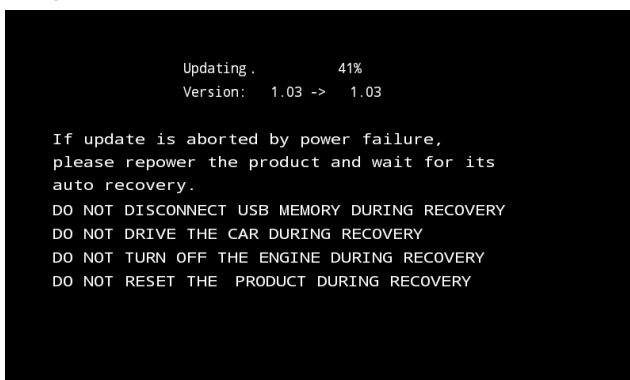 Updating. 41%
Version: 1.03 -> 1.03
If update is aborted by power failure,
please repower the product and wait for its
auto recovery.
DO NOT DISCONNECT USB MEMORY DURING RECOVERY
DO NOT DRIVE THE CAR DURING RECOVERY
DO NOT TURN OFF THE ENGINE DURING RECOVERY
DO NOT RESET THE PRODUCT DURING RECOVERY